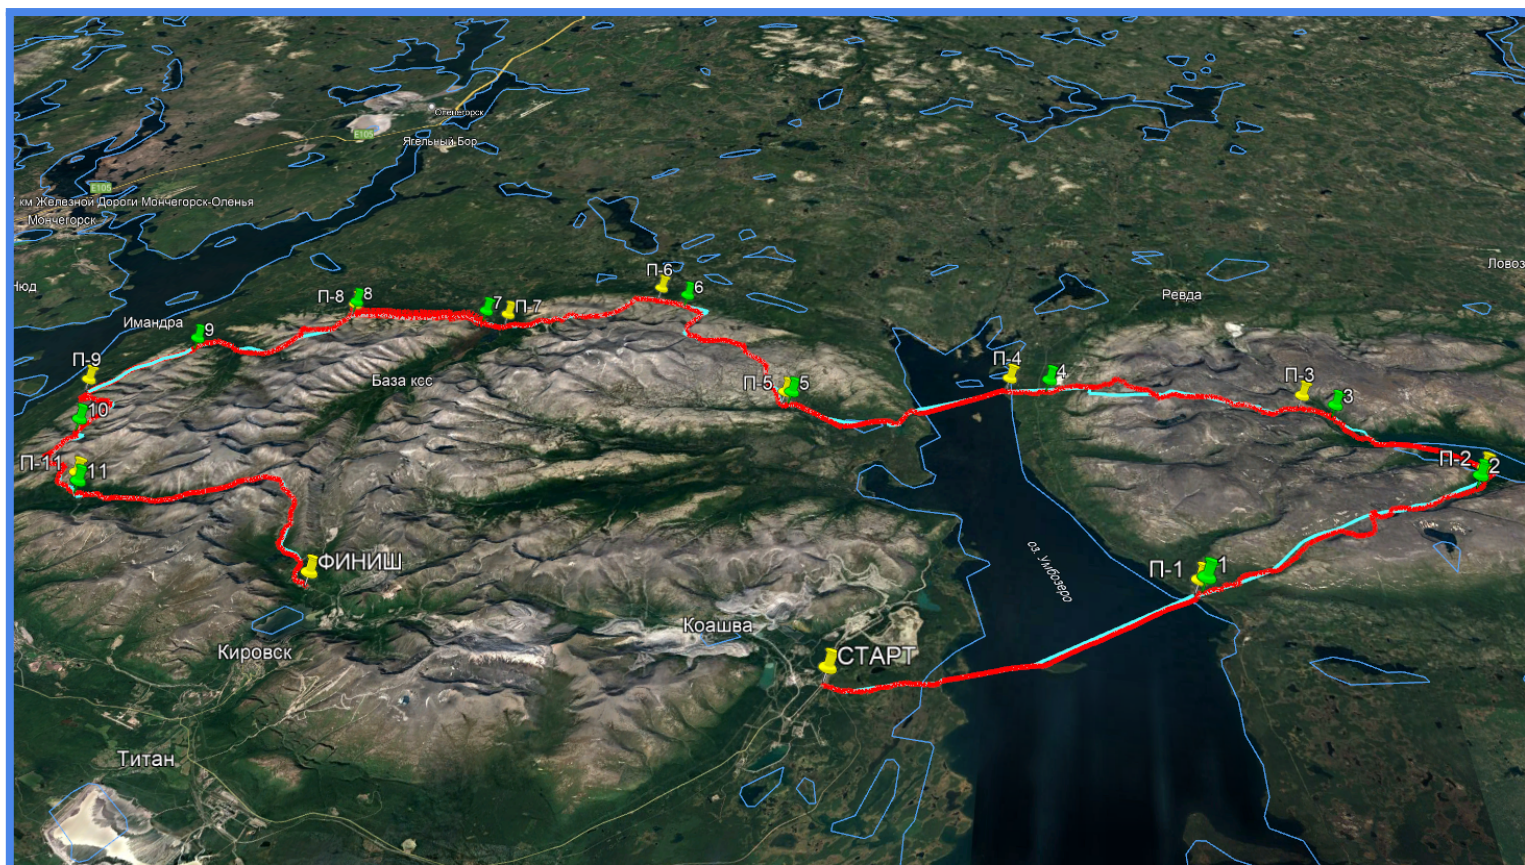 Оленегорск
E105
Ягельный Бор
E105
км Железной Дороги Мончегорск-Оленья
Мончегорск
Нюд
Ловоз
П-6
6
П-8
8
7
П-7
Ревда
Имандра
9
П-9
База ксс
П-4
4
П-5
5
П-3
3
10
П-11
11
П-2
2
ФИНИШ
оз. Умбозеро
П-1
1
Коашва
Кировск
СТАРТ
Титан